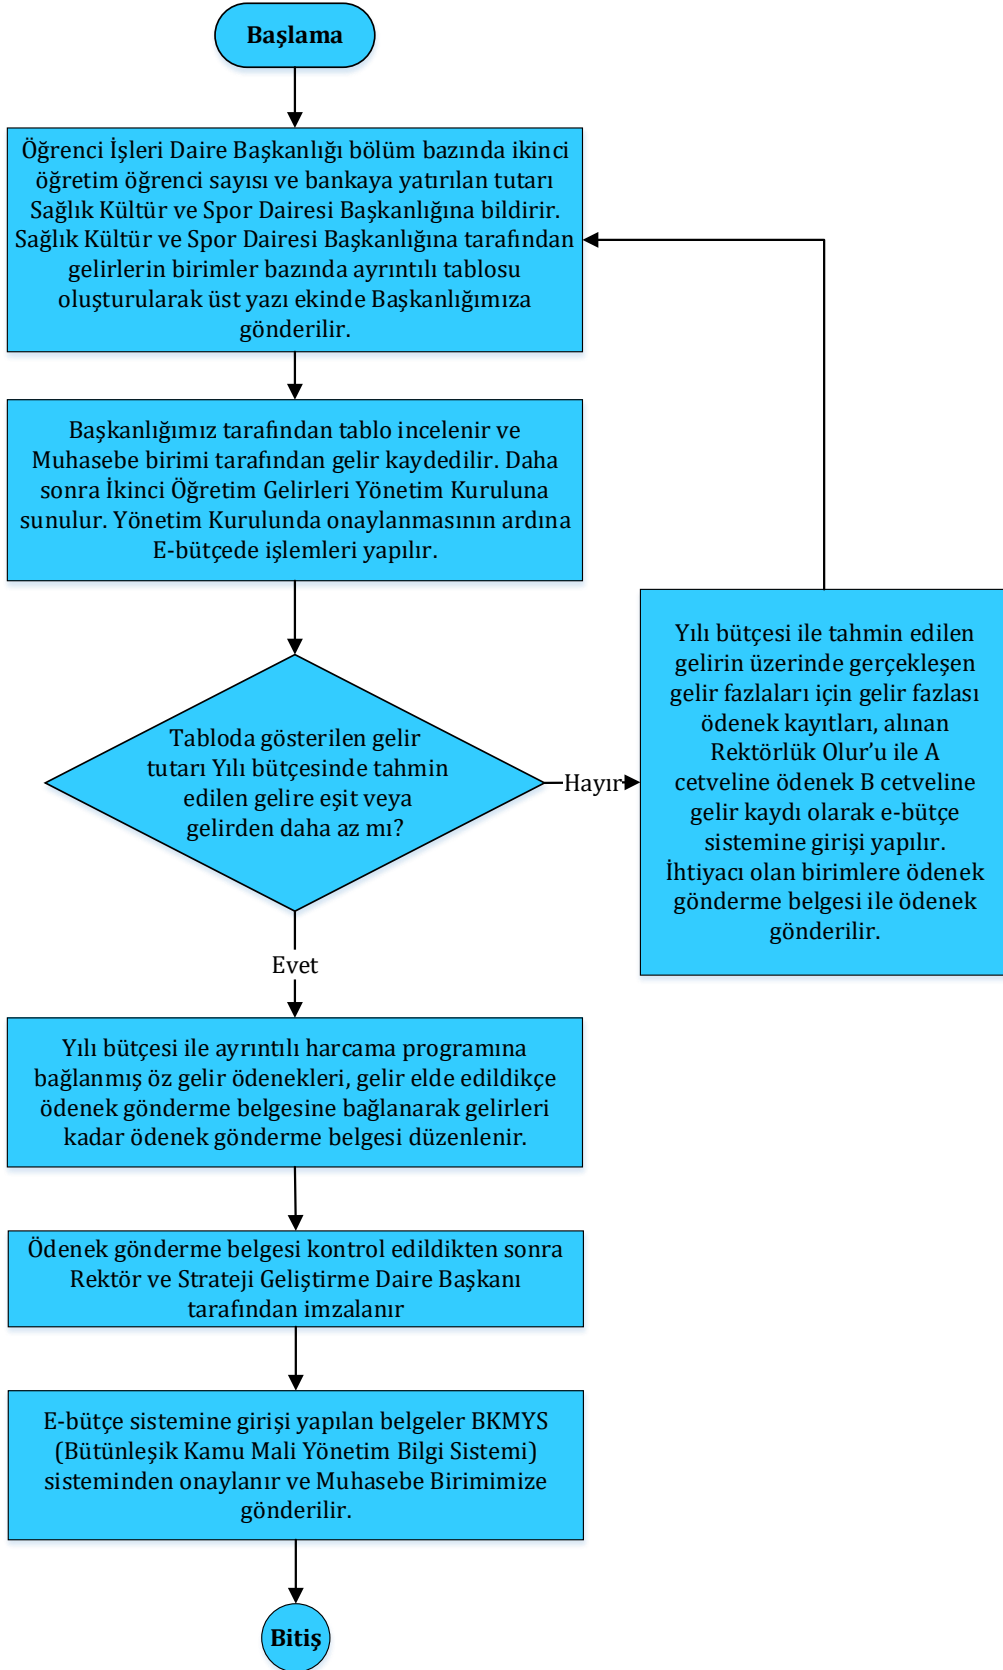 Başlama
Öğrenci İşleri Daire Başkanlığı bölüm bazında ikinci
öğretim öğrenci sayısı ve bankaya yatırılan tutarı
Sağlık Kültür ve Spor Dairesi Başkanlığına bildirir.
Sağlık Kültür ve Spor Dairesi Başkanlığına tarafından
gelirlerin birimler bazında ayrıntılı tablosu
oluşturularak üst yazı ekinde Başkanlığımıza
gönderilir.
Başkanlığımız tarafından tablo incelenir ve
Muhasebe birimi tarafından gelir kaydedilir. Daha
sonra İkinci Öğretim Gelirleri Yönetim Kuruluna
sunulur. Yönetim Kurulunda onaylanmasının ardına
E-bütçede işlemleri yapılır.
Tabloda gösterilen gelir
tutarı Yılı bütçesinde tahmin
edilen gelire eşit veya
gelirden daha az mı?
Hayır
Yılı bütçesi ile tahmin edilen
gelirin üzerinde gerçekleşen
gelir fazlaları için gelir fazlası
ödenek kayıtları, alınan
Rektörlük Olur’u ile A
cetveline ödenek B cetveline
gelir kaydı olarak e-bütçe
sistemine girişi yapılır.
İhtiyacı olan birimlere ödenek
gönderme belgesi ile ödenek
gönderilir.
Evet
Yılı bütçesi ile ayrıntılı harcama programına
bağlanmış öz gelir ödenekleri, gelir elde edildikçe
ödenek gönderme belgesine bağlanarak gelirleri
kadar ödenek gönderme belgesi düzenlenir.
Ödenek gönderme belgesi kontrol edildikten sonra
Rektör ve Strateji Geliştirme Daire Başkanı
tarafından imzalanır
E-bütçe sistemine girişi yapılan belgeler BKMYS
(Bütünleşik Kamu Mali Yönetim Bilgi Sistemi)
sisteminden onaylanır ve Muhasebe Birimimize
gönderilir.
Bitiş